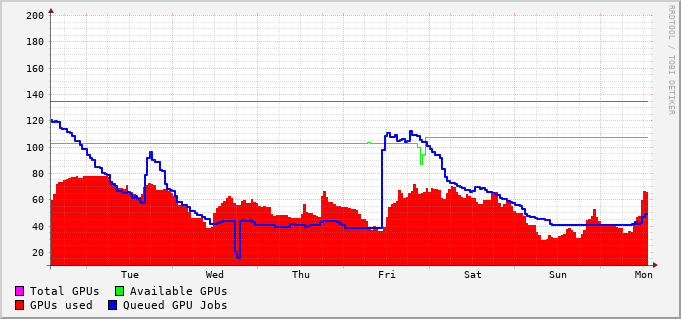 200
180
160
140
120
100
80
60
40
20
Tue Wed Thu Fri Sat Sun Mon
Total GPUs Available GPUs
GPUs used Queued GPU Jobs
RRDTOOL / TOBI OETIKER